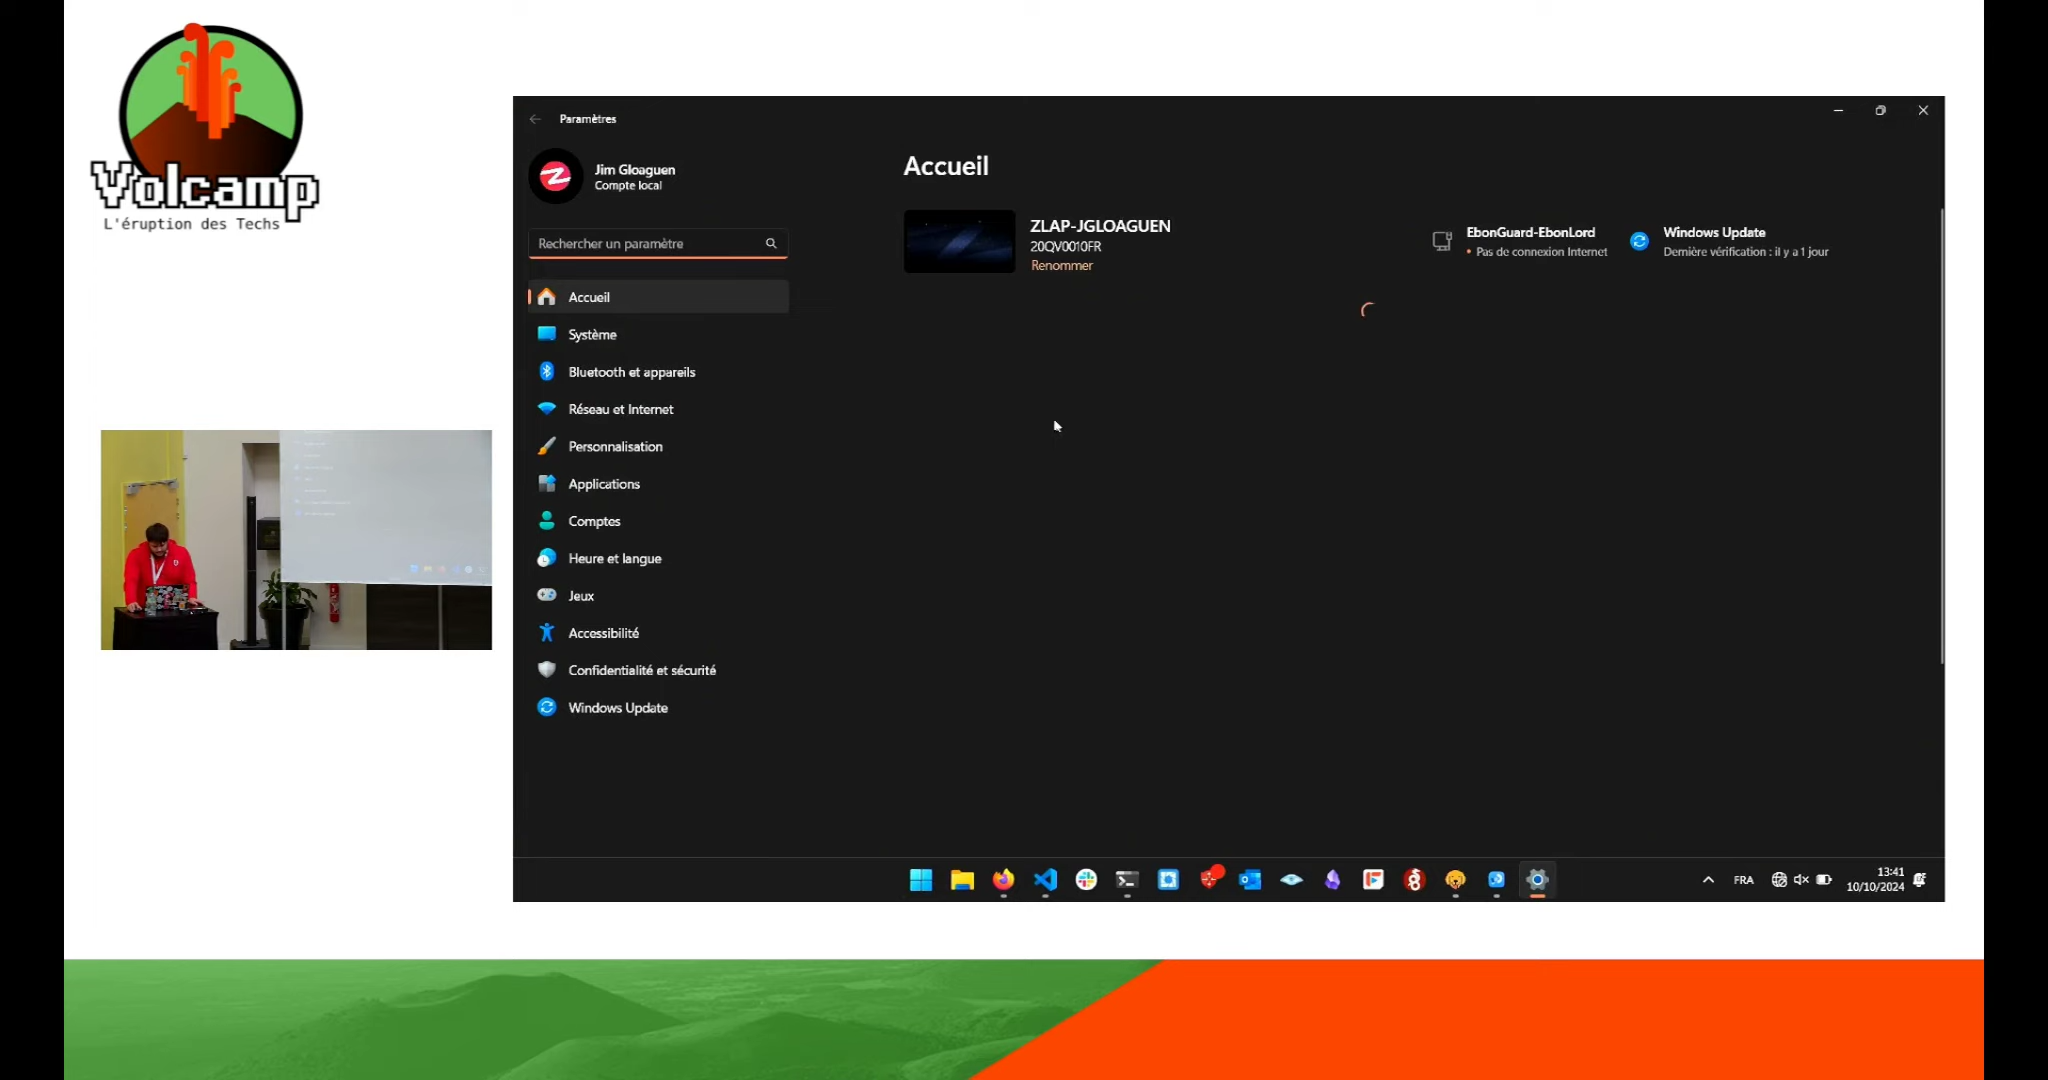 Volcamp
L'éruption des Techs
Paramètres
Jim Gloaguen
Compte local
Rechercher un paramètre
Accueil
Système
Bluetooth et appareils
Réseau et Internet
Personnalisation
Applications
Comptes
Heure et langue
Jeux
Accessibilité
Confidentialité et sécurité
Windows Update
Accueil
ZLAP-JGLOAGUEN
20QV0010FR
Renommer
EbonGuard-EbonLord
• Pas de connexion Internet
Windows Update
Dernière vérification : il y a 1 jour
FRA
13:41
10/10/2024